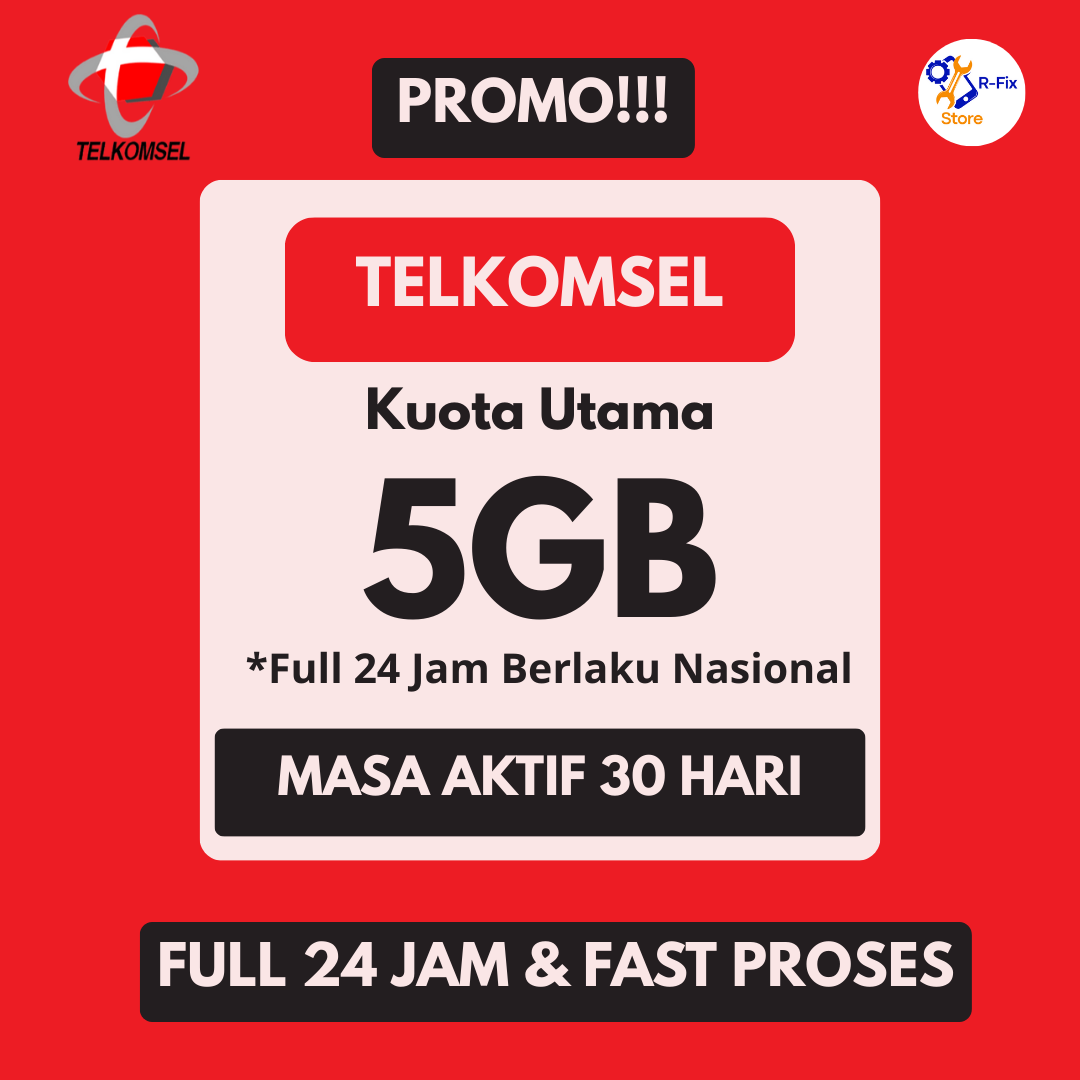 TELKOMSEL
PROMO!!!
R-Fix
Store
TELKOMSEL
Kuota Utama
5GB
*Full 24 Jam Berlaku Nasional
MASA AKTIF 30 HARI
FULL 24 JAM & FAST PROSES